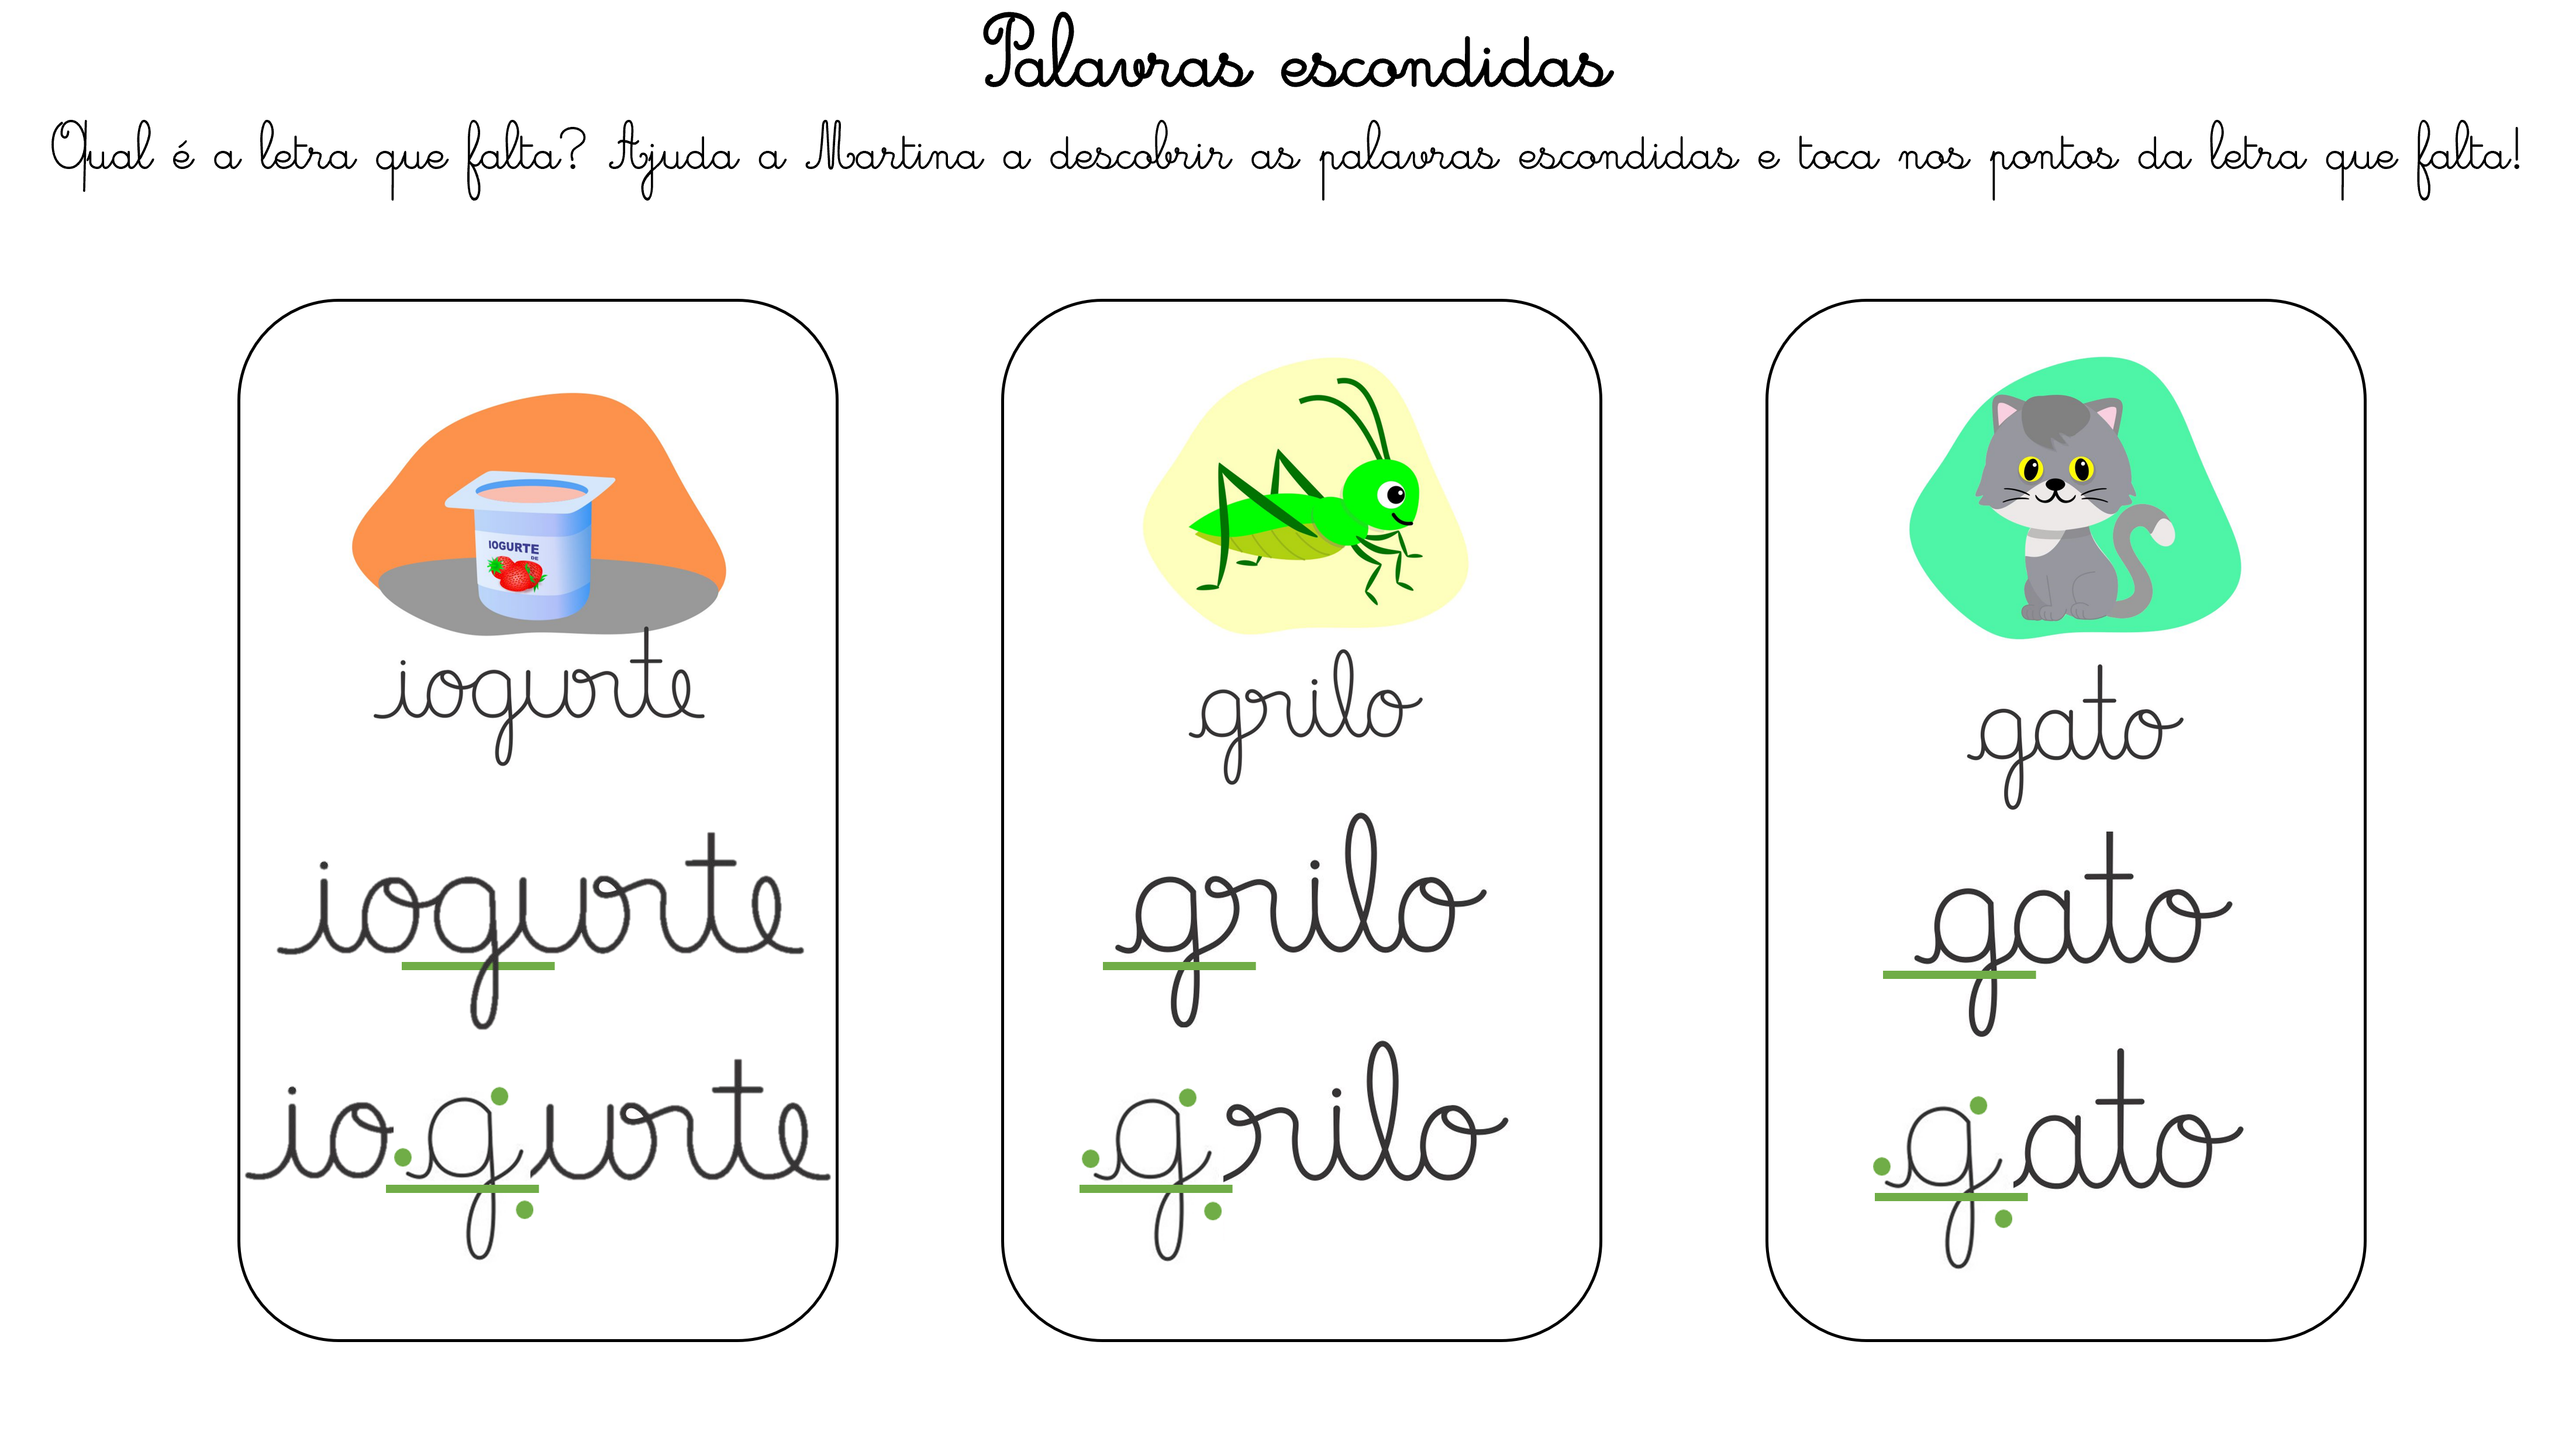 Palavras escondidas
Qual é a letra que falta? Ajuda a Martina a descobrir as palavras escondidas e toca nos pontos da letra que falta!
IOGURTE
DE
iogurte
iogurte
iogurte
grilo
grilo
grilo
gato
gato
gato